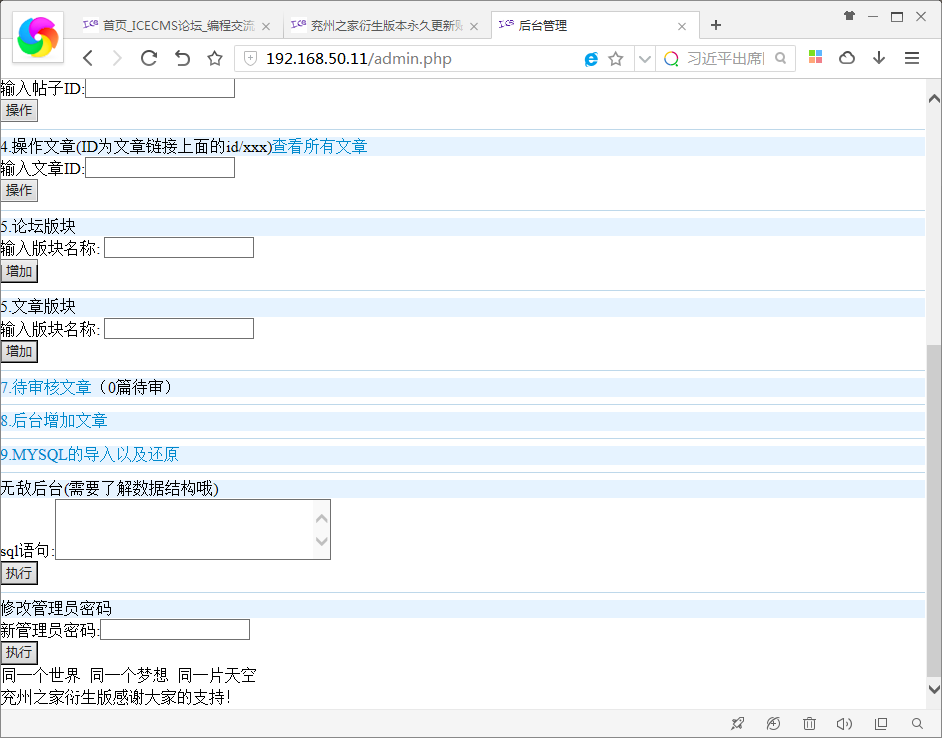 首页_ICECMS论坛_编程交流
兖州之家衍生版本永久更新贴
后台管理
192.168.50.11/admin.php
习近平出席
输入帖子ID:
操作
4.操作文章(ID为文章链接上面的id/xxx)查看所有文章
输入文章ID:
操作
5.论坛版块
输入版块名称:
增加
5.文章版块
输入版块名称:
增加
7.待审核文章（0篇待审）
8.后台增加文章
9.MYSQL的导入以及还原
无敌后台(需要了解数据结构哦)
sql语句:
执行
修改管理员密码
新管理员密码:
执行
同一个世界 同一个梦想 同一片天空
兖州之家衍生版感谢大家的支持！